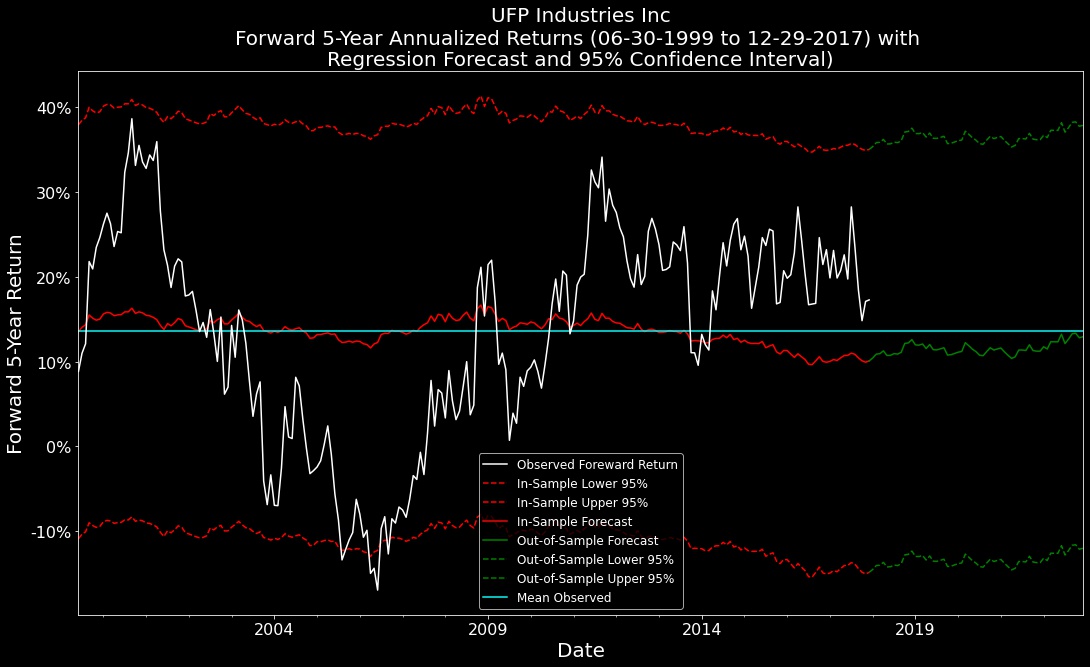 UFP Industries Inc
Forward 5-Year Annualized Returns (06-30-1999 to 12-29-2017) with
Regression Forecast and 95% Confidence Interval)
Forward 5-Year Return
40%
30%
20%
10%
0%
-10%
Observed Foreward Return
In-Sample Lower 95%
In-Sample Upper 95%
In-Sample Forecast
Out-of-Sample Forecast
Out-of-Sample Lower 95%
Out-of-Sample Upper 95%
Mean Observed
2004
2009
2014
2019
Date